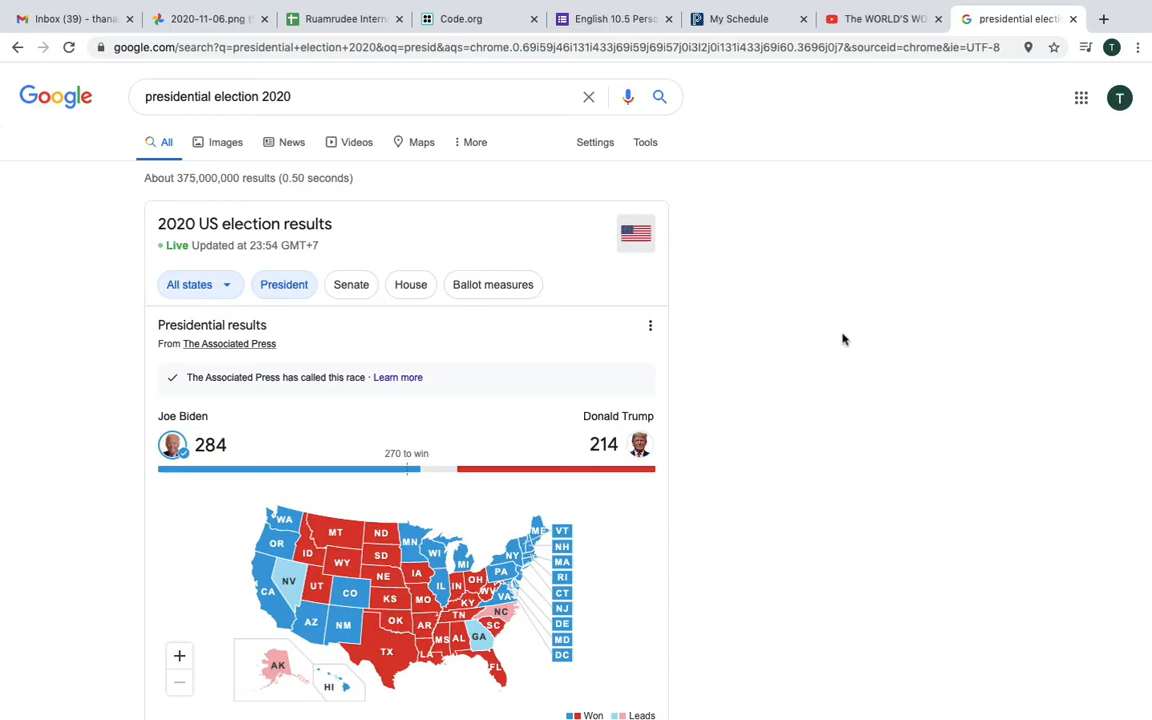 Inbox (39) - thana
2020-11-06.png (
Ruamrudee Intern
Code.org
English 10.5 Perso
My Schedule
The WORLD'S WO
presidential electi
google.com/search?q=presidential+election+2020&oq=presid&aqs=chrome.0.69i59j46i131i433j69i59j69i57j0i3l2j0i131i433j69i60.3696j0j7&sourceid=chrome&ie=UTF-8
T
Google
presidential election 2020
T
All
Images
News
Videos
Maps
More
Settings
Tools
About 375,000,000 results (0.50 seconds)
2020 US election results
Live Updated at 23:54 GMT+7
All states
President
Senate
House
Ballot measures
Presidential results
From The Associated Press
The Associated Press has called this race · Learn more
Joe Biden
Donald Trump
284
214
270 to win
WA
MT
ND
ME
VT
OR
MN
NH
ID
SD
WI
NY
MA
WY
MI
PA
RI
NV
UT
NE
IA
OH
CT
CA
CO
IL
IN
WV
VA
NJ
KS
MO
KY
DE
AZ
NM
OK
AR
TN
NC
SC
MD
MS
AL
GA
DC
TX
LA
FL
AK
HI
+
−
Won
Leads